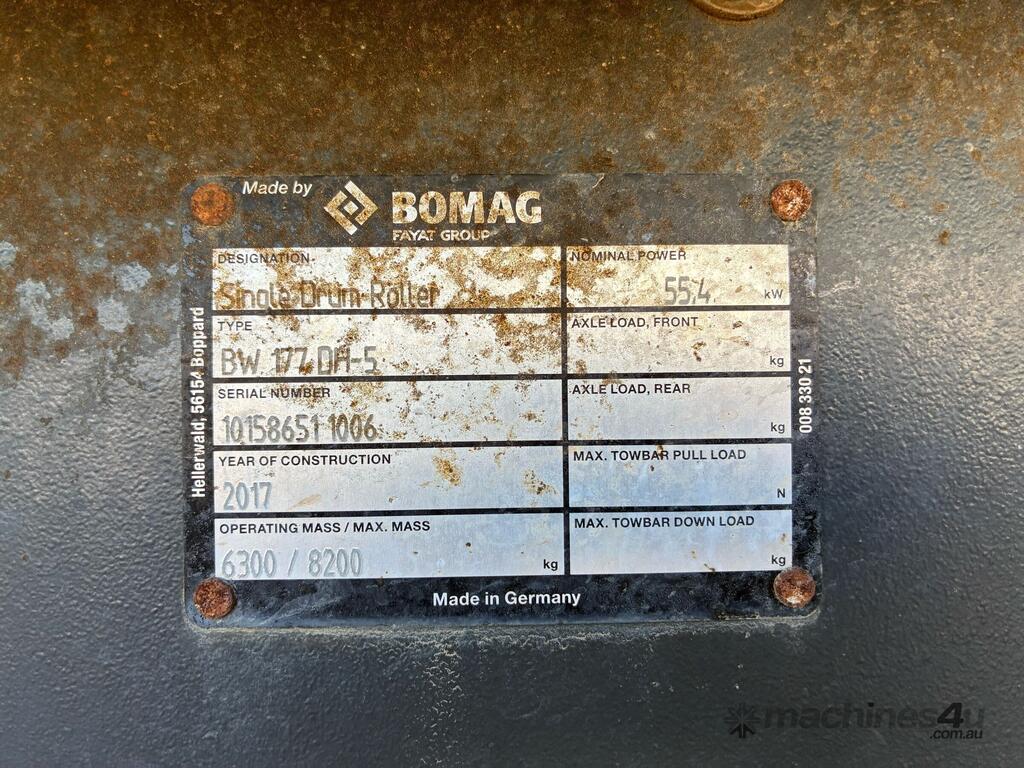 Made by BOMAG
FAYAT GROUP
DESIGNATION
Single Drum Roller
NOMINAL POWER
55,4 kW
TYPE
BW 177 DH-5
AXLE LOAD, FRONT
kg
SERIAL NUMBER
10158651 1006
AXLE LOAD, REAR
kg
YEAR OF CONSTRUCTION
2017
MAX. TOWBAR PULL LOAD
N
OPERATING MASS / MAX. MASS
6300 / 8200 kg
MAX. TOWBAR DOWN LOAD
kg
Made in Germany
Hellerwald, 56154 Boppard
008 330 21
machines4u
.com.au